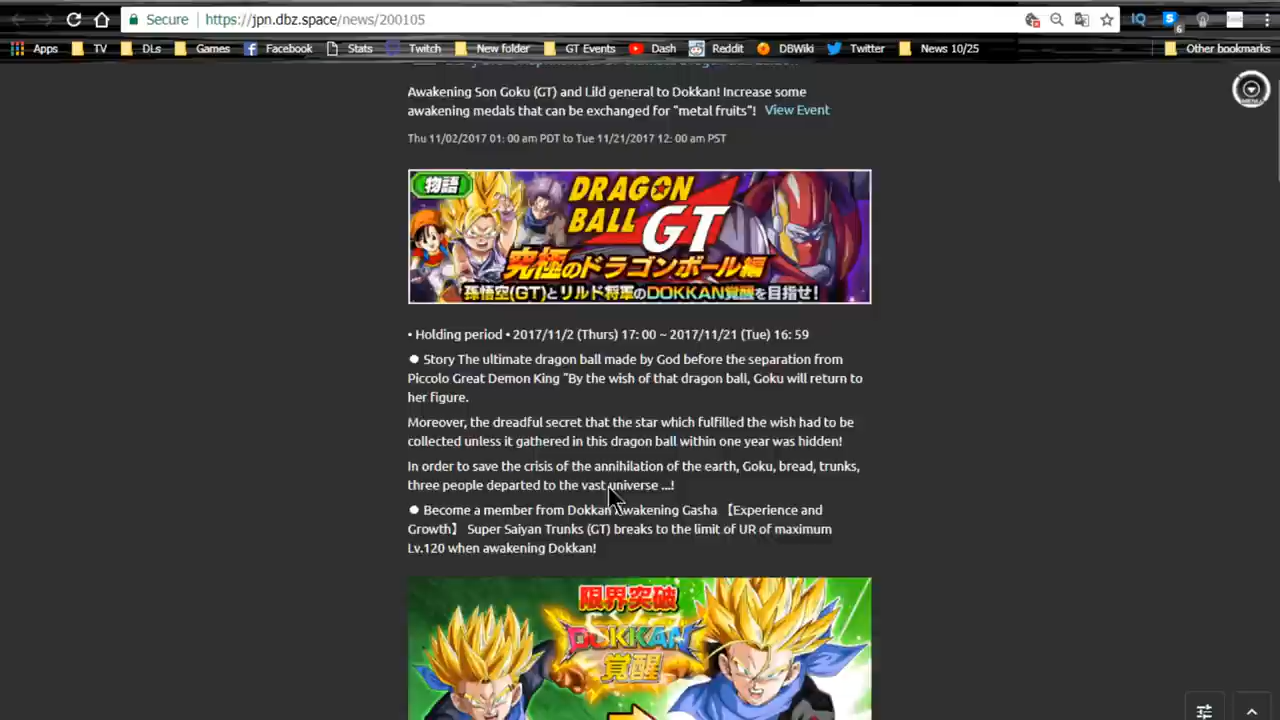 Secure https://jpn.dbz.space/news/200105
Apps TV DLs Games Facebook Stats Twitch New folder GT Events Dash Reddit DBWiki Twitter News 10/25 Other bookmarks
Awakening Son Goku (GT) and Lild general to Dokkan! Increase some
awakening medals that can be exchanged for "metal fruits"! View Event
MENU
Thu 11/02/2017 01: 00 am PDT to Tue 11/21/2017 12: 00 am PST
物語
DRAGON
BALL
GT
究極のドラゴンボール編
孫悟空(GT)とリルド将軍のDOKKAN覚醒を目指せ!
• Holding period • 2017/11/2 (Thurs) 17: 00 ~ 2017/11/21 (Tue) 16: 59
● Story The ultimate dragon ball made by God before the separation from
Piccolo Great Demon King "By the wish of that dragon ball, Goku will return to
her figure.
Moreover, the dreadful secret that the star which fulfilled the wish had to be
collected unless it gathered in this dragon ball within one year was hidden!
In order to save the crisis of the annihilation of the earth, Goku, bread, trunks,
three people departed to the vast universe ...!
● Become a member from Dokkan Awakening Gasha 【Experience and
Growth】 Super Saiyan Trunks (GT) breaks to the limit of UR of maximum
Lv.120 when awakening Dokkan!
限界突破
DOKKAN
覚醒